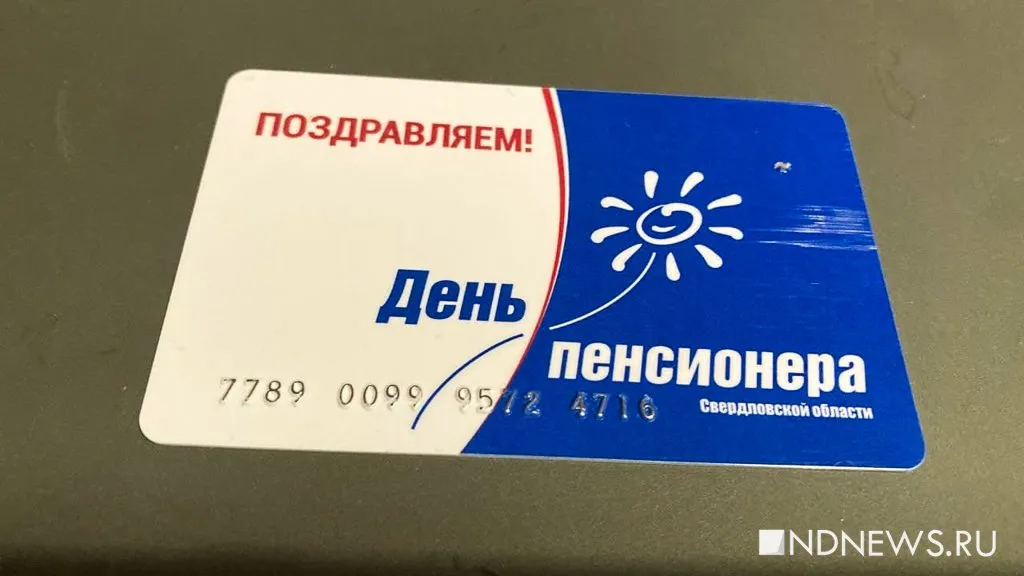 ПОЗДРАВЛЯЕМ!
День
пенсионера
Свердловской области
7789 0099 9572 4716
NDNEWS.RU